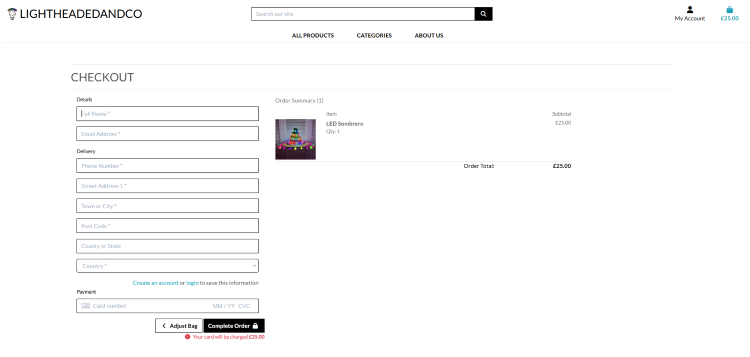 LIGHTHEADEDANDCO
Search our site
My Account
£25.00
ALL PRODUCTS CATEGORIES ABOUT US
CHECKOUT
Details
Full Name *
Email Address *
Delivery
Phone Number *
Street Address 1 *
Town or City *
Post Code *
County or State
Country *
Create an account or login to save this information
Payment
Card number MM / YY CVC
Adjust Bag
Complete Order
Your card will be charged £25.00
Order Summary (1)
Item Subtotal
LED Sombrero £25.00
Qty: 1
Order Total: £25.00